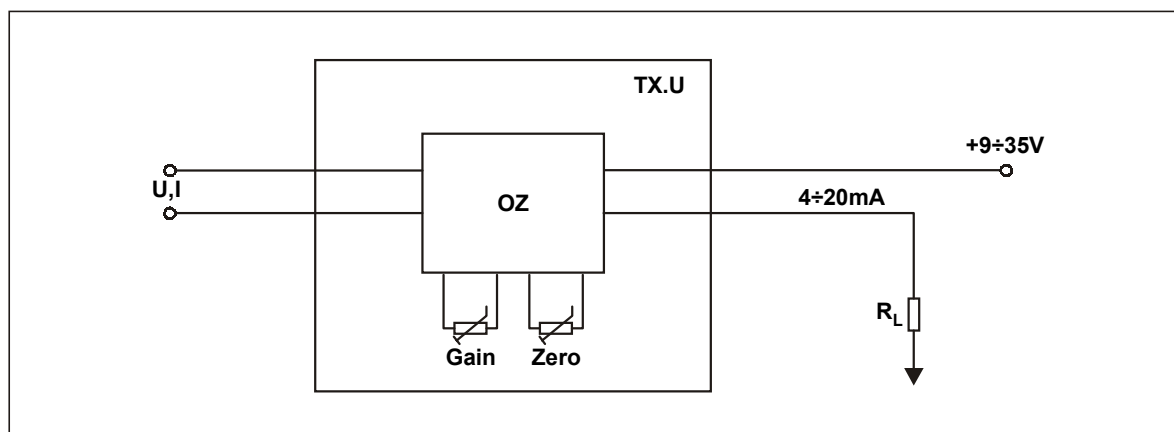 TX.U
+9÷35V
U,I
OZ
4÷20mA
R_L
Gain
Zero